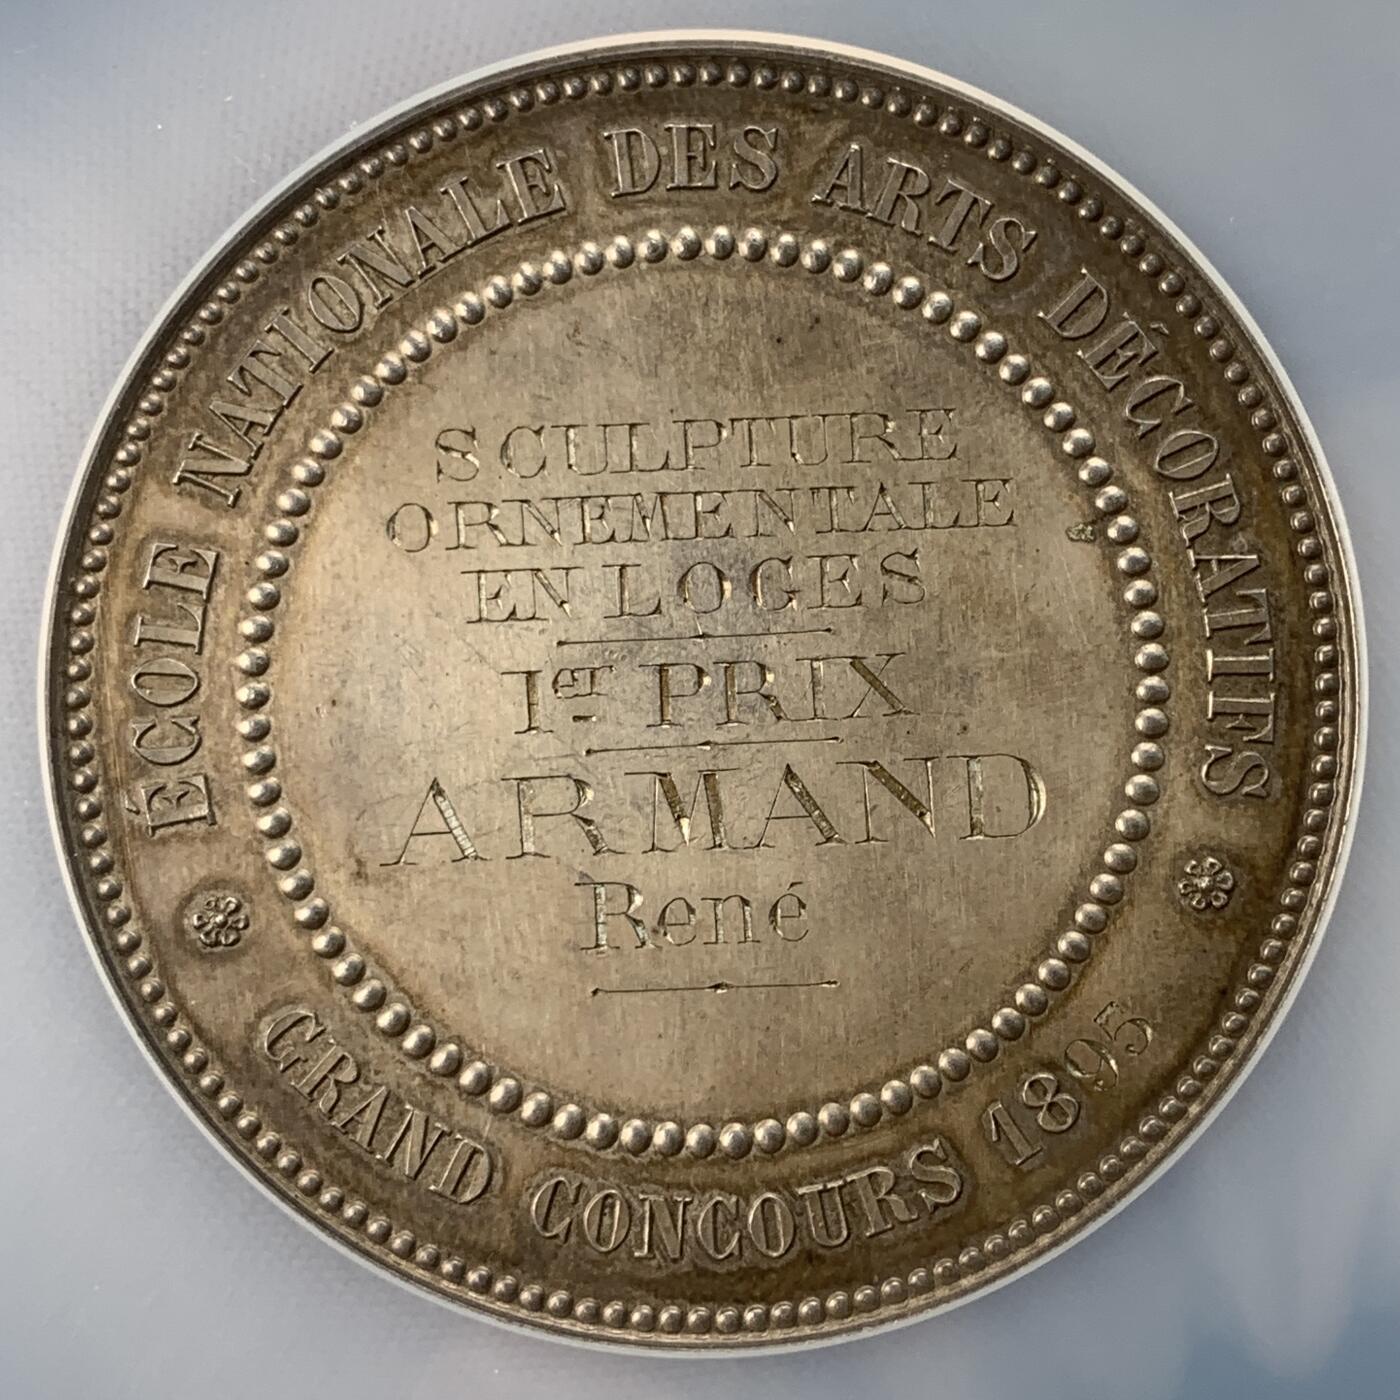 ÉCOLE NATIONALE DES ARTS DÉCORATIFS
SCULPTURE
ORNEMENTALE
EN LOGES
1er PRIX
ARMAND
René
GRAND CONCOURS 1895